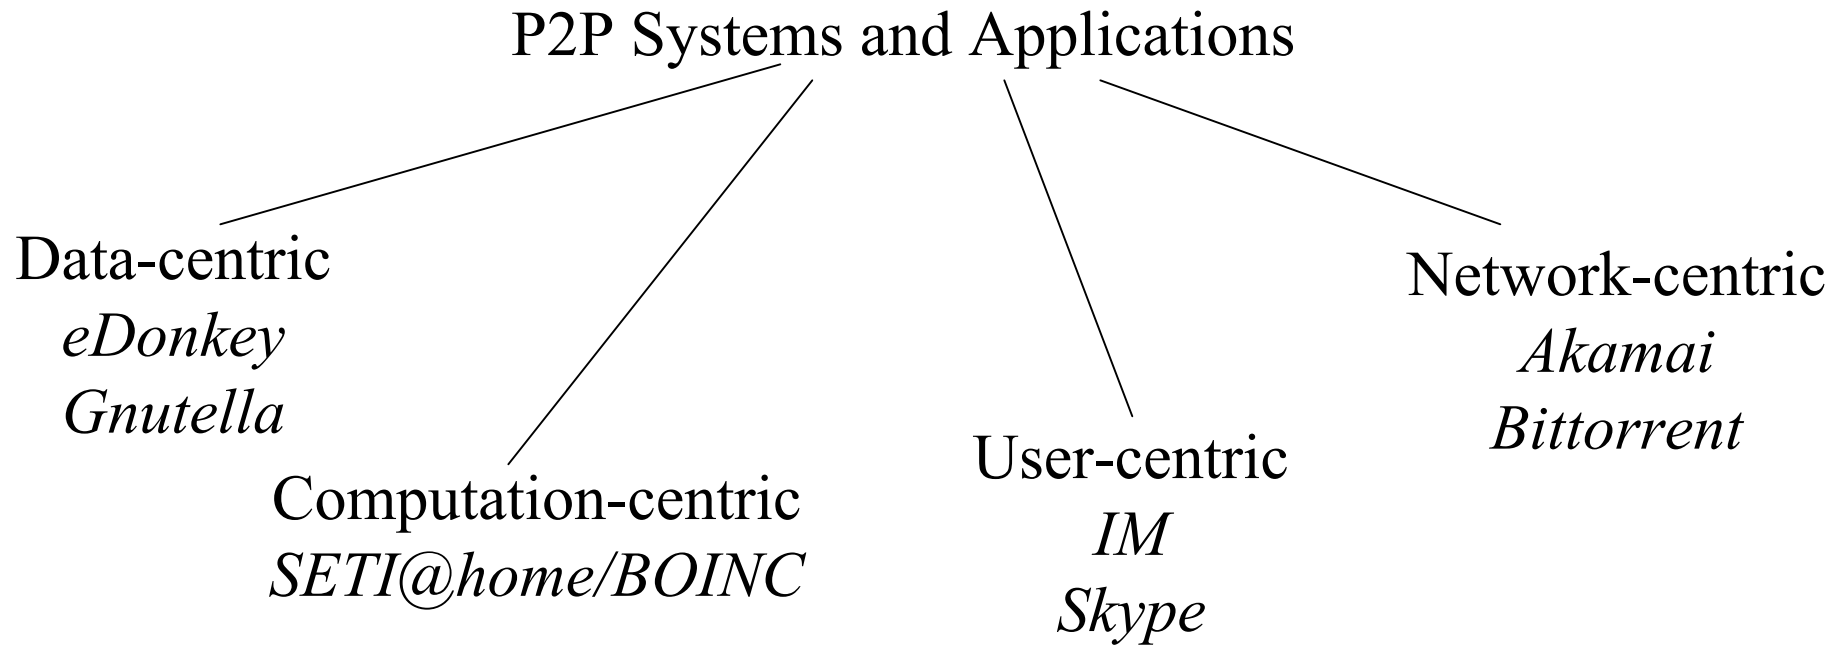 P2P Systems and Applications
Data-centric
eDonkey
Gnutella
Computation-centric
SETI@home/BOINC
User-centric
IM
Skype
Network-centric
Akamai
Bittorrent